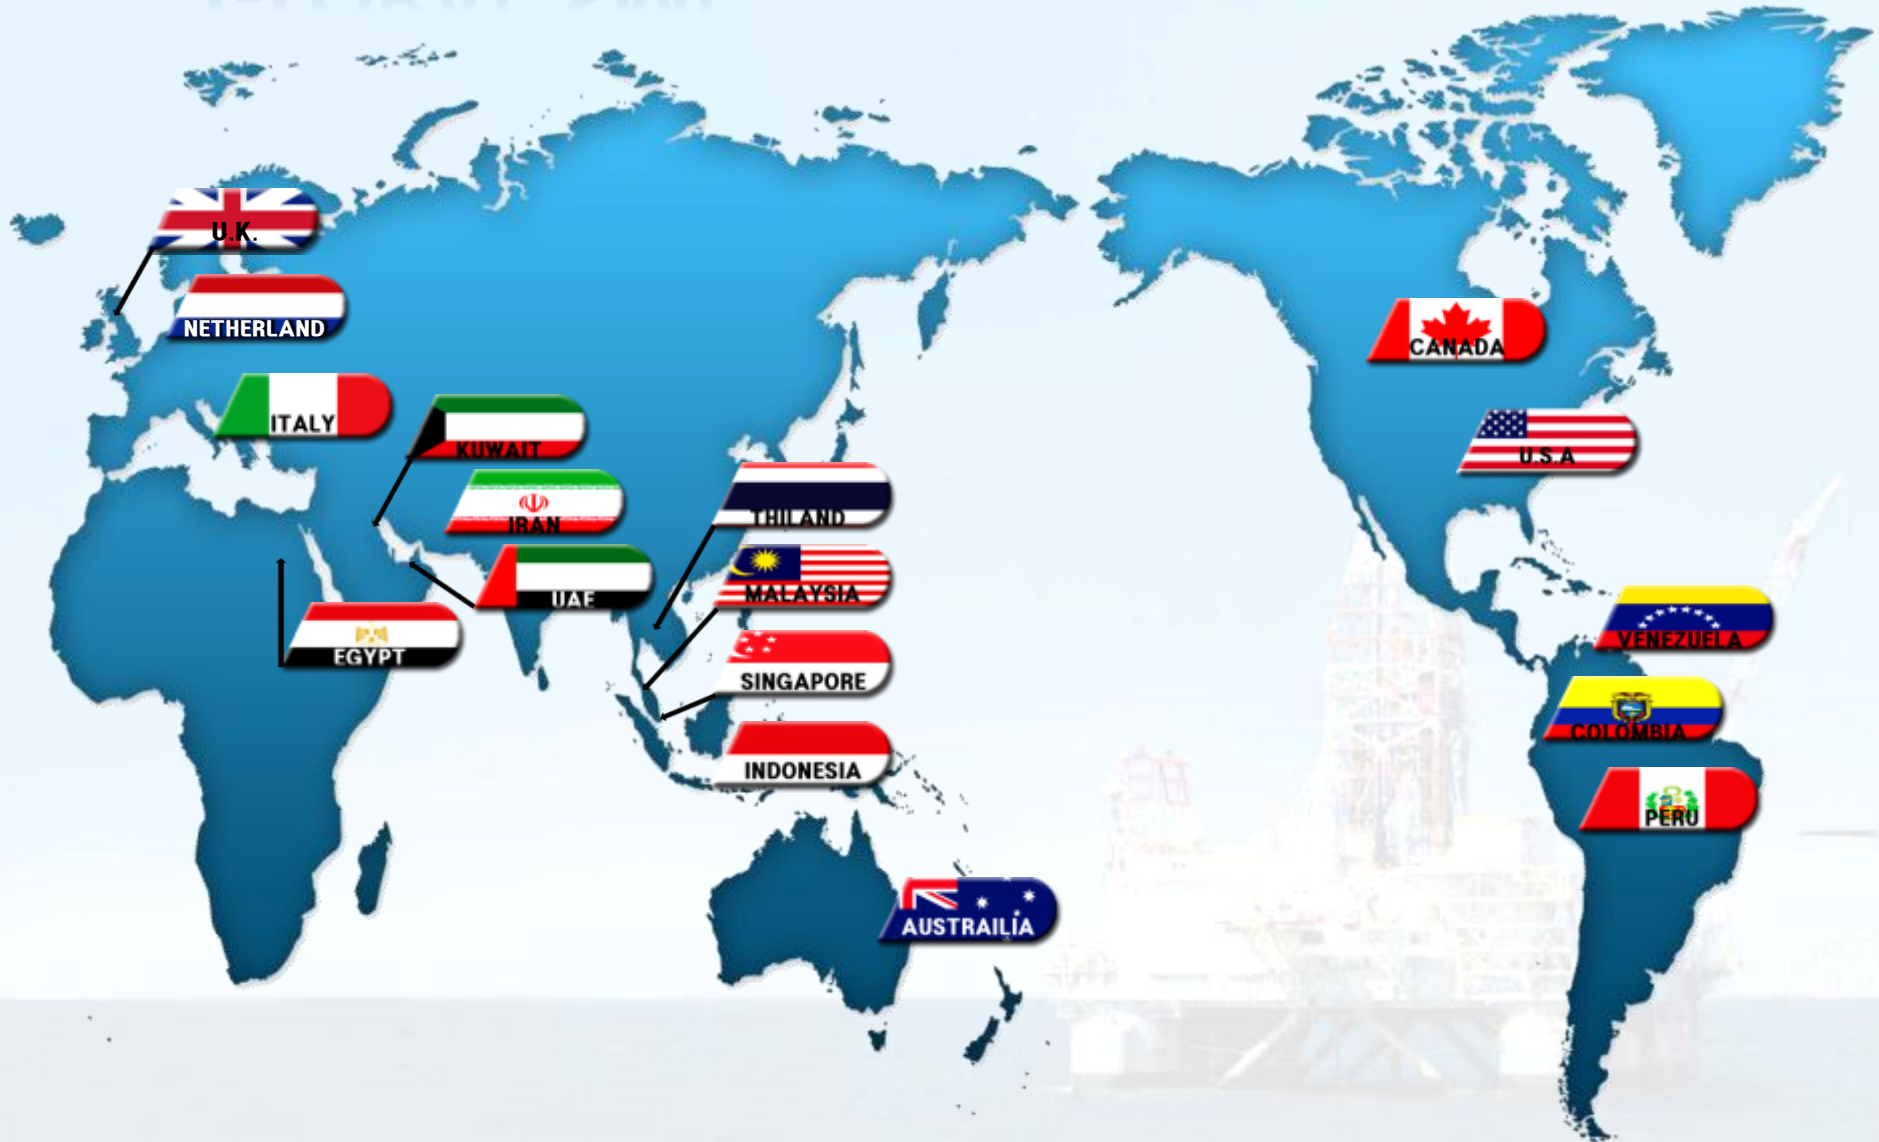 U.K.
NETHERLAND
ITALY
KUWAIT
IRAN
UAE
EGYPT
THILAND
MALAYSIA
SINGAPORE
INDONESIA
AUSTRAILIA
CANADA
U.S.A
VENEZUELA
COLOMBIA
PERU